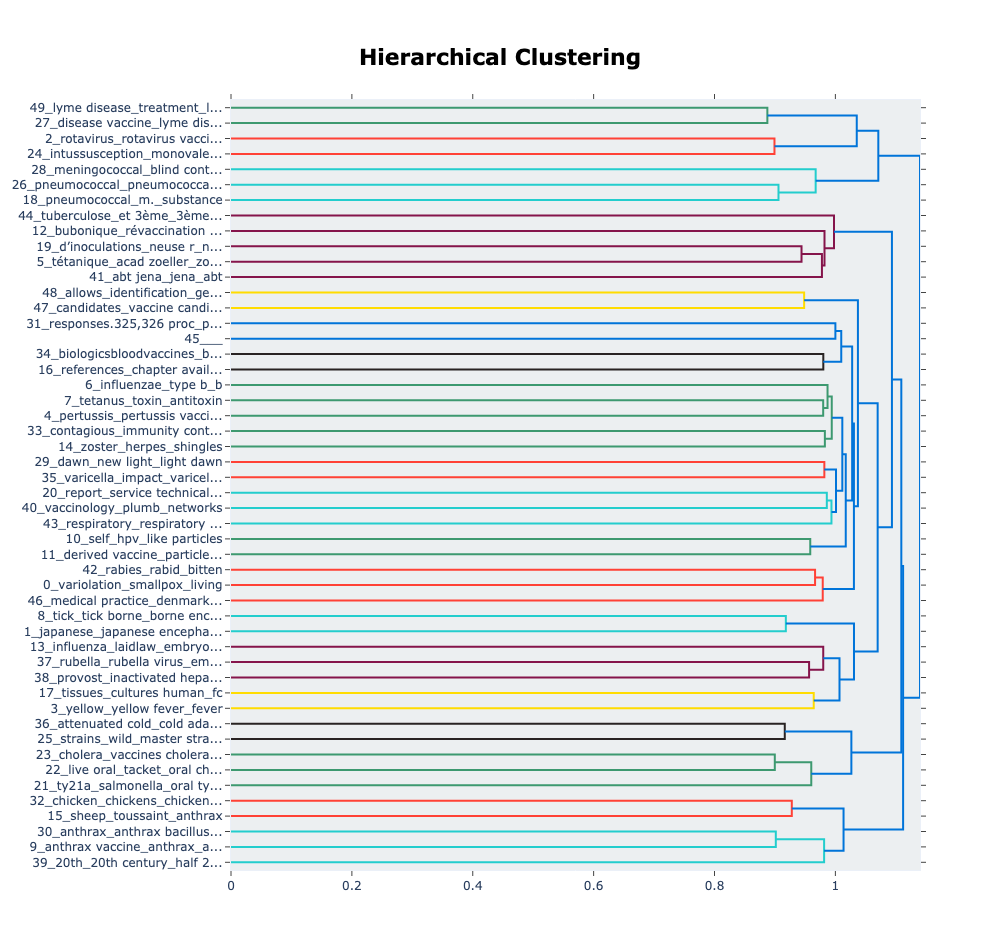 Hierarchical Clustering
49_lyme disease_treatment_l...
27_disease vaccine_lyme dis...
2_rotavirus_rotavirus vacci...
24_intussusception_monovale...
28_meningococcal_blind cont...
26_pneumococcal_pneumococca...
18_pneumococcal_m._substance
44_tuberculose_et 3ème_3ème...
12_bubonique_révaccination ...
19_d’inoculations_neuse r_n...
5_tétanique_acad zoeller_zo...
41_abt jena_jena_abt
48_allows_identification_ge...
47_candidates_vaccine candi...
31_responses.325,326 proc_p...
45___
34_biologicsbloodvaccines_b...
16_references_chapter avail...
6_influenzae_type b_b
7_tetanus_toxin_antitoxin
4_pertussis_pertussis vacci...
33_contagious_immunity cont...
14_zoster_herpes_shingles
29_dawn_new light_light dawn
35_varicella_impact_varicel...
20_report_service technical...
40_vaccinology_plumb_networks
43_respiratory_respiratory ...
10_self_hpv_like particles
11_derived vaccine_particle...
42_rabies_rabid_bitten
0_variolation_smallpox_living
46_medical practice_denmark...
8_tick_tick borne_borne enc...
1_japanese_japanese encepha...
13_influenza_laidlaw_embryo...
37_rubella_rubella virus_em...
38_provost_inactivated hepa...
17_tissues_cultures human_fc
3_yellow_yellow fever_fever
36_attenuated cold_cold ada...
25_strains_wild_master stra...
23_cholera_vaccines cholera...
22_live oral_tacket_oral ch...
21_ty21a_salmonella_oral ty...
32_chicken_chickens_chicken...
15_sheep_toussaint_anthrax
30_anthrax_anthrax bacillus...
9_anthrax vaccine_anthrax_a...
39_20th_20th century_half 2...
0 0.2 0.4 0.6 0.8 1